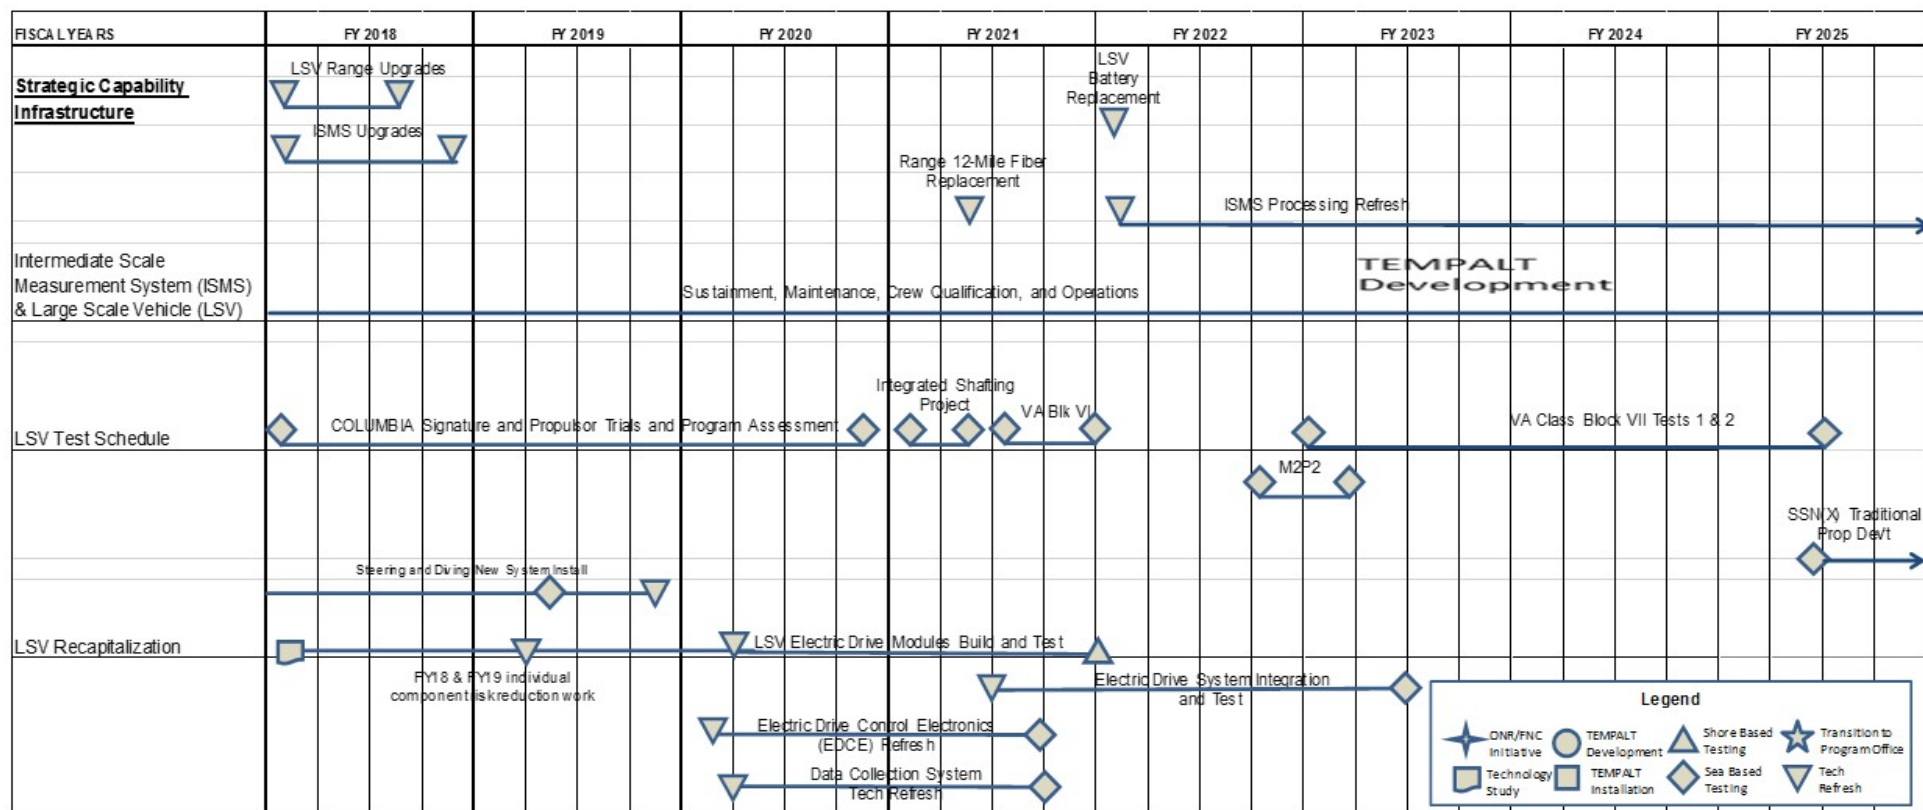 FISCAL YEARS FY 2018 FY 2019 FY 2020 FY 2021 FY 2022 FY 2023 FY 2024 FY 2025
Strategic Capability
Infrastructure
LSV Range Upgrades
ISMS Upgrades
LSV
Battery
Replacement
Range 12-Mile Fiber
Replacement
ISMS Processing Refresh
Intermediate Scale
Measurement System (ISMS)
& Large Scale Vehicle (LSV)
Sustainment, Maintenance, Crew Qualification, and Operations
TEMPALT
Development
LSV Test Schedule
COLUMBIA Signature and Propulsor Trials and Program Assessment
Integrated Shafting
Project
VA Blk VI
VA Class Block VII Tests 1 & 2
M2P2
SSN(X) Traditional
Prop Dev't
LSV Recapitalization
Steering and Diving New System Install
LSV Electric Drive Modules Build and Test
FY18 & FY19 individual
component risk reduction work
Electric Drive System Integration
and Test
Electric Drive Control Electronics
(EDCE) Refresh
Data Collection System
Tech Refresh
Legend
ONR/FNC
Initiative
TEMPALT
Development
Shore Based
Testing
Transition to
Program Office
Technology
Study
TEMPALT
Installation
Sea Based
Testing
Tech
Refresh